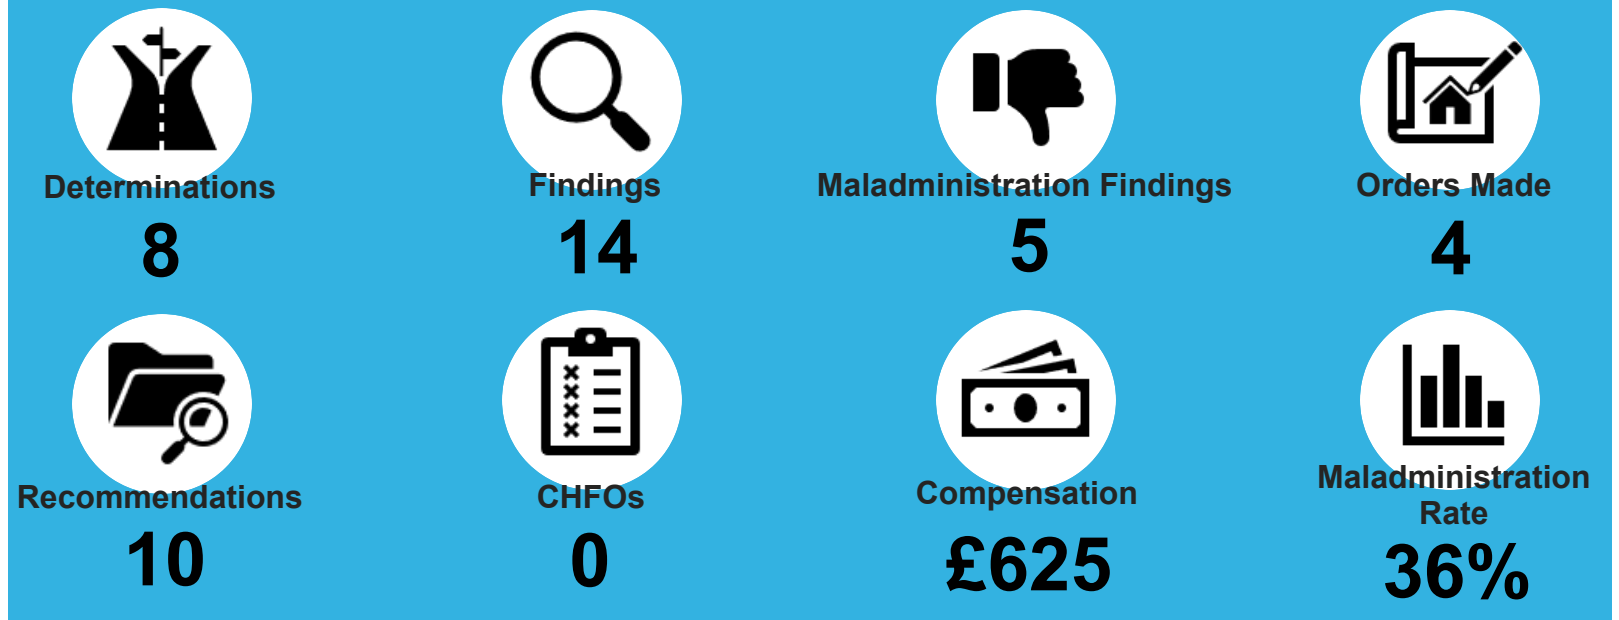 Determinations
8
Findings
14
Maladministration Findings
5
Orders Made
4
Recommendations
10
CHFOs
0
Compensation
£625
Maladministration
Rate
36%